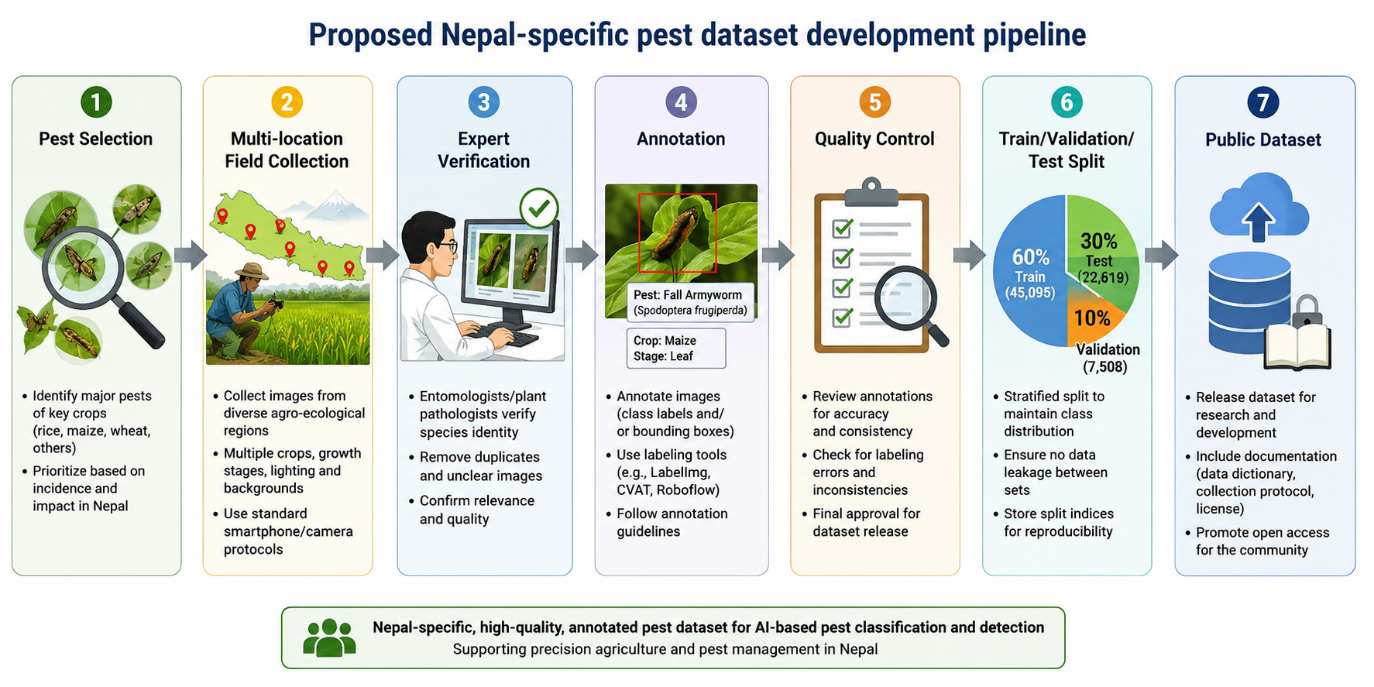 Proposed Nepal-specific pest dataset development pipeline
1
Pest Selection
• Identify major pests
of key crops
(rice, maize, wheat,
others)
• Prioritize based on
incidence and
impact in Nepal
2
Multi-location
Field Collection
• Collect images from
diverse agro-ecological
regions
• Multiple crops, growth
stages, lighting and
backgrounds
• Use standard
smartphone/camera
protocols
3
Expert
Verification
• Entomologists/plant
pathologists verify
species identity
• Remove duplicates
and unclear images
• Confirm relevance
and quality
4
Annotation
Pest: Fall Armyworm
(Spodoptera frugiperda)
Crop: Maize
Stage: Leaf
• Annotate images
(class labels and/
or bounding boxes)
• Use labeling tools
(e.g., LabelImg,
CVAT, Roboflow)
• Follow annotation
guidelines
5
Quality Control
• Review annotations
for accuracy
and consistency
• Check for labeling
errors and
inconsistencies
• Final approval for
dataset release
6
Train/Validation/
Test Split
60%
Train
(45,095)
30%
Test
(22,619)
10%
Validation
(7,508)
• Stratified split to
maintain class
distribution
• Ensure no data
leakage between
sets
• Store split indices
for reproducibility
7
Public Dataset
• Release dataset for
research and
development
• Include documentation
(data dictionary,
collection protocol,
license)
• Promote open access
for the community
Nepal-specific, high-quality, annotated pest dataset for AI-based pest classification and detection
Supporting precision agriculture and pest management in Nepal